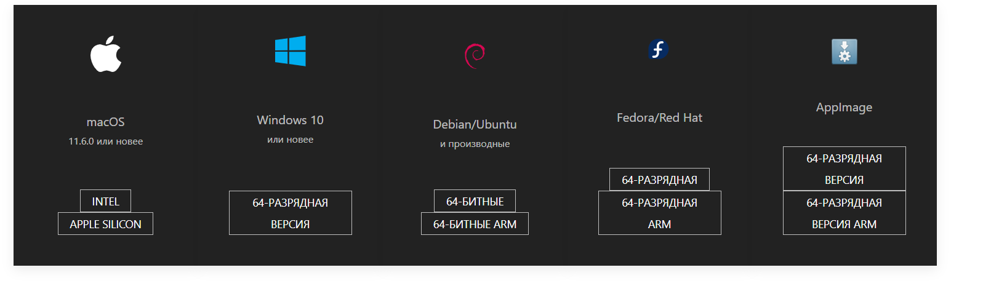 macOS
11.6.0 или новее
INTEL
APPLE SILICON
Windows 10
или новее
64-РАЗРЯДНАЯ
ВЕРСИЯ
Debian/Ubuntu
и производные
64-БИТНЫЕ
64-БИТНЫЕ ARM
Fedora/Red Hat
64-РАЗРЯДНАЯ
64-РАЗРЯДНАЯ
ARM
AppImage
64-РАЗРЯДНАЯ
ВЕРСИЯ
64-РАЗРЯДНАЯ
ВЕРСИЯ ARM